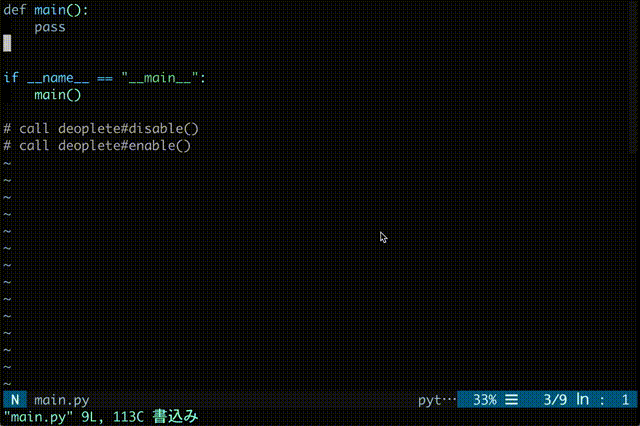 def main():
    pass
if __name__ == "__main__":
    main()
# call deoplete#disable()
# call deoplete#enable()
~
~
~
~
~
~
~
~
~
~
~
~
~
~
N main.py pyt… 33% ☰ 3/9 ln : 1
"main.py" 9L, 113C 書込み